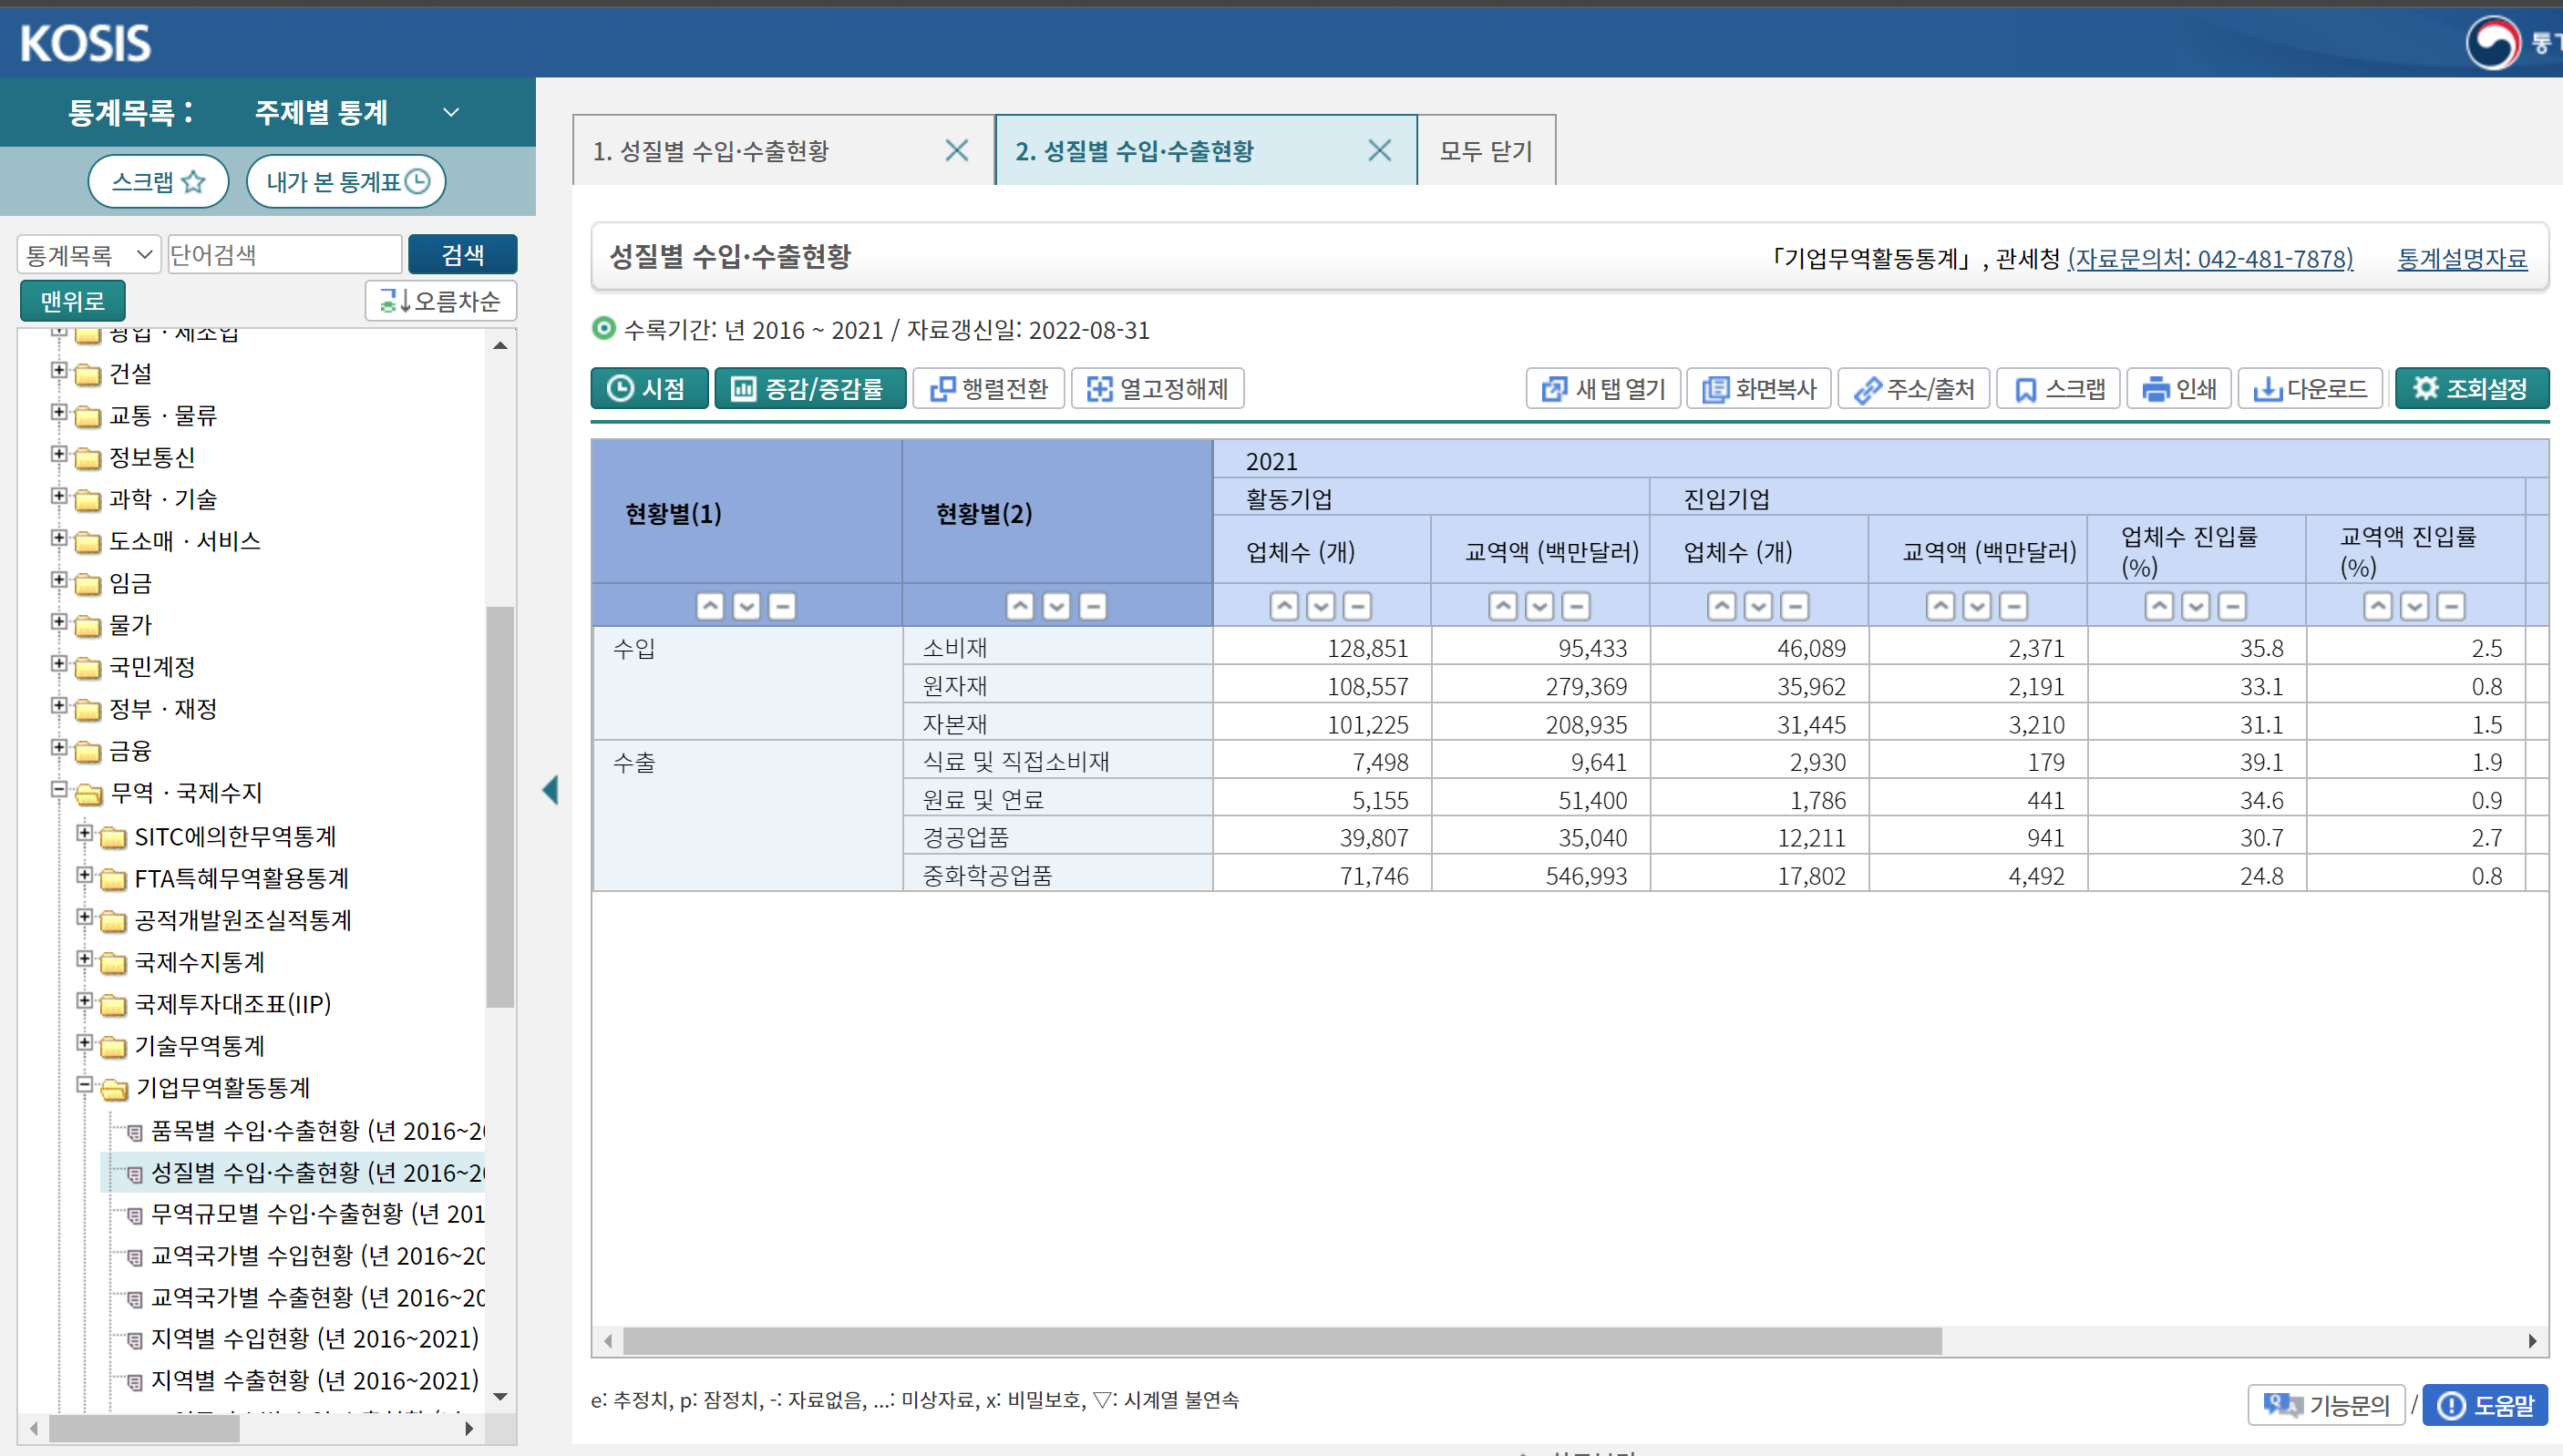 KOSIS
통계목록 : 주제별 통계
스크랩 내가 본 통계표
통계목록 단어검색 검색
맨위로 오름차순
광업 · 제조업
건설
교통 · 물류
정보통신
과학 · 기술
도소매 · 서비스
임금
물가
국민계정
정부 · 재정
금융
무역 · 국제수지
SITC에의한무역통계
FTA특혜무역활용통계
공적개발원조실적통계
국제수지통계
국제투자대조표(IIP)
기술무역통계
기업무역활동통계
품목별 수입·수출현황 (년 2016~20
성질별 수입·수출현황 (년 2016~20
무역규모별 수입·수출현황 (년 201
교역국가별 수입현황 (년 2016~20
교역국가별 수출현황 (년 2016~20
지역별 수입현황 (년 2016~2021)
지역별 수출현황 (년 2016~2021)
1. 성질별 수입·수출현황 2. 성질별 수입·수출현황 모두 닫기
성질별 수입·수출현황 「기업무역활동통계」, 관세청 (자료문의처: 042-481-7878) 통계설명자료
수록기간: 년 2016 ~ 2021 / 자료갱신일: 2022-08-31
시점 증감/증감률 행렬전환 열고정해제 새 탭 열기 화면복사 주소/출처 스크랩 인쇄 다운로드 조회설정
현황별(1) 현황별(2) 2021
활동기업 진입기업
업체수 (개) 교역액 (백만달러) 업체수 (개) 교역액 (백만달러) 업체수 진입률 (%) 교역액 진입률 (%)
수입 소비재 128,851 95,433 46,089 2,371 35.8 2.5
원자재 108,557 279,369 35,962 2,191 33.1 0.8
자본재 101,225 208,935 31,445 3,210 31.1 1.5
수출 식료 및 직접소비재 7,498 9,641 2,930 179 39.1 1.9
원료 및 연료 5,155 51,400 1,786 441 34.6 0.9
경공업품 39,807 35,040 12,211 941 30.7 2.7
중화학공업품 71,746 546,993 17,802 4,492 24.8 0.8
e: 추정치, p: 잠정치, -: 자료없음, ...: 미상자료, x: 비밀보호, ▽: 시계열 불연속
기능문의 / 도움말